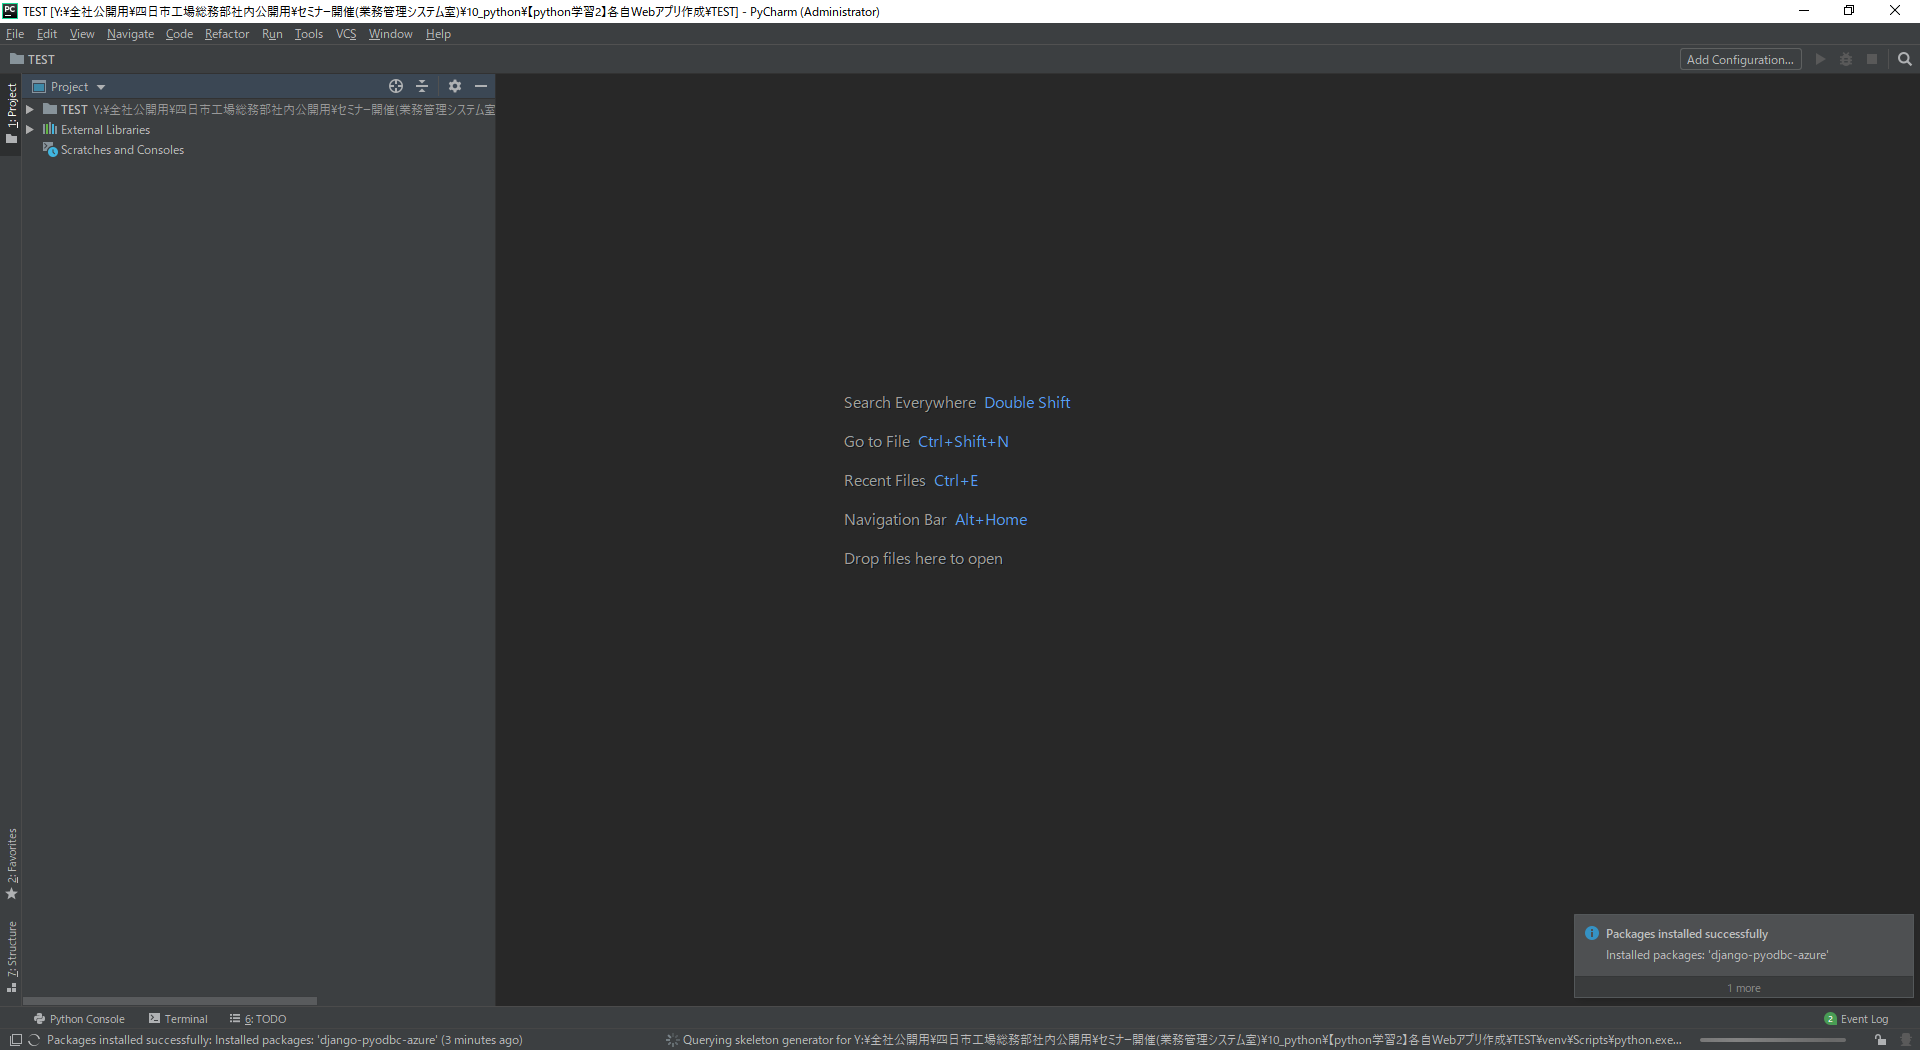 TEST [Y:¥全社公開用¥四日市工場総務部社内公開用¥セミナー開催(業務管理システム室)¥10_python¥【python学習2】各自Webアプリ作成¥TEST] - PyCharm (Administrator)
File Edit View Navigate Code Refactor Run Tools VCS Window Help
TEST
Add Configuration...
1: Project
Project
TEST Y:¥全社公開用¥四日市工場総務部社内公開用¥セミナー開催(業務管理システム室
External Libraries
Scratches and Consoles
Search Everywhere Double Shift
Go to File Ctrl+Shift+N
Recent Files Ctrl+E
Navigation Bar Alt+Home
Drop files here to open
2: Favorites
7: Structure
Packages installed successfully
Installed packages: 'django-pyodbc-azure'
1 more
Python Console Terminal 6: TODO
2 Event Log
Packages installed successfully: Installed packages: 'django-pyodbc-azure' (3 minutes ago)
Querying skeleton generator for Y:¥全社公開用¥四日市工場総務部社内公開用¥セミナー開催(業務管理システム室)¥10_python¥【python学習2】各自Webアプリ作成¥TEST¥venv¥Scripts¥python.exe...